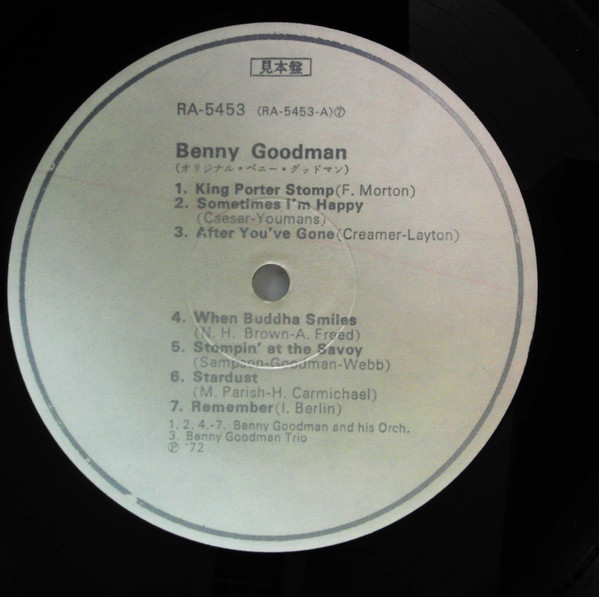 見本盤
RA-5453 (RA-5453-A)⑦
Benny Goodman
(オリジナル・ベニー・グッドマン)
1. King Porter Stomp(F. Morton)
2. Sometimes I'm Happy
(Caesar-Youmans)
3. After You've Gone(Creamer-Layton)
4. When Buddha Smiles
(N. H. Brown-A. Freed)
5. Stompin' at the Savoy
(Sampson-Goodman-Webb)
6. Stardust
(M. Parish-H. Carmichael)
7. Remember(I. Berlin)
1. 2. 4.-7. Benny Goodman and his Orch.
3. Benny Goodman Trio
Ⓟ '72